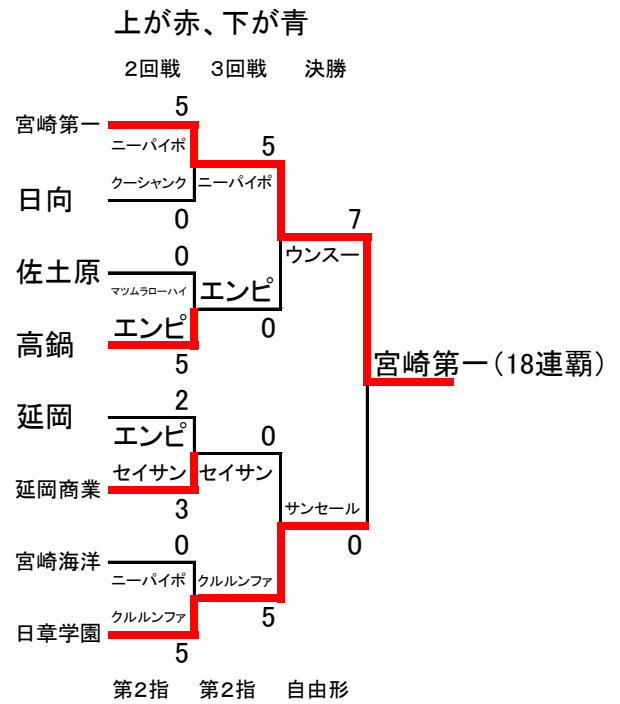 上が赤、下が青
2回戦 3回戦 決勝
5
宮崎第一
ニーパイポ
5
クーシャンク
ニーパイポ
日向
0
7
0
ウンスー
佐土原
マツムラローハイ
エンピ
エンピ
0
高鍋
5
宮崎第一(18連覇)
2
延岡
エンピ
0
セイサン
セイサン
延岡商業
3
サンセール
0
0
宮崎海洋
ニーパイポ
クルルンファ
クルルンファ
5
日章学園
5
第2指 第2指 自由形